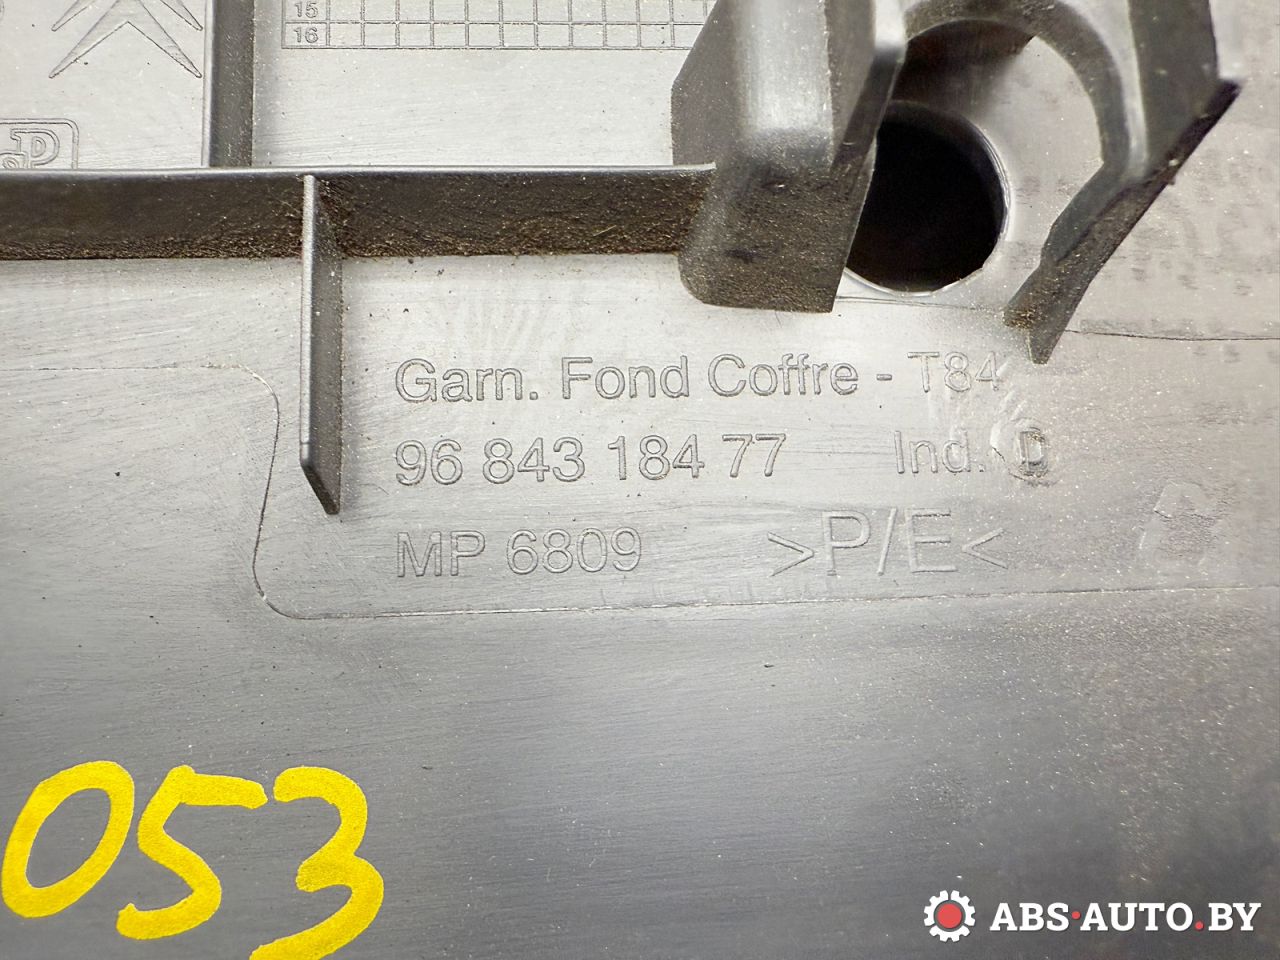 15
16
P
Garn. Fond Coffre - T84
96 843 184 77 Ind. D
MP 6809 >P/E<
053
ABS·AUTO.BY